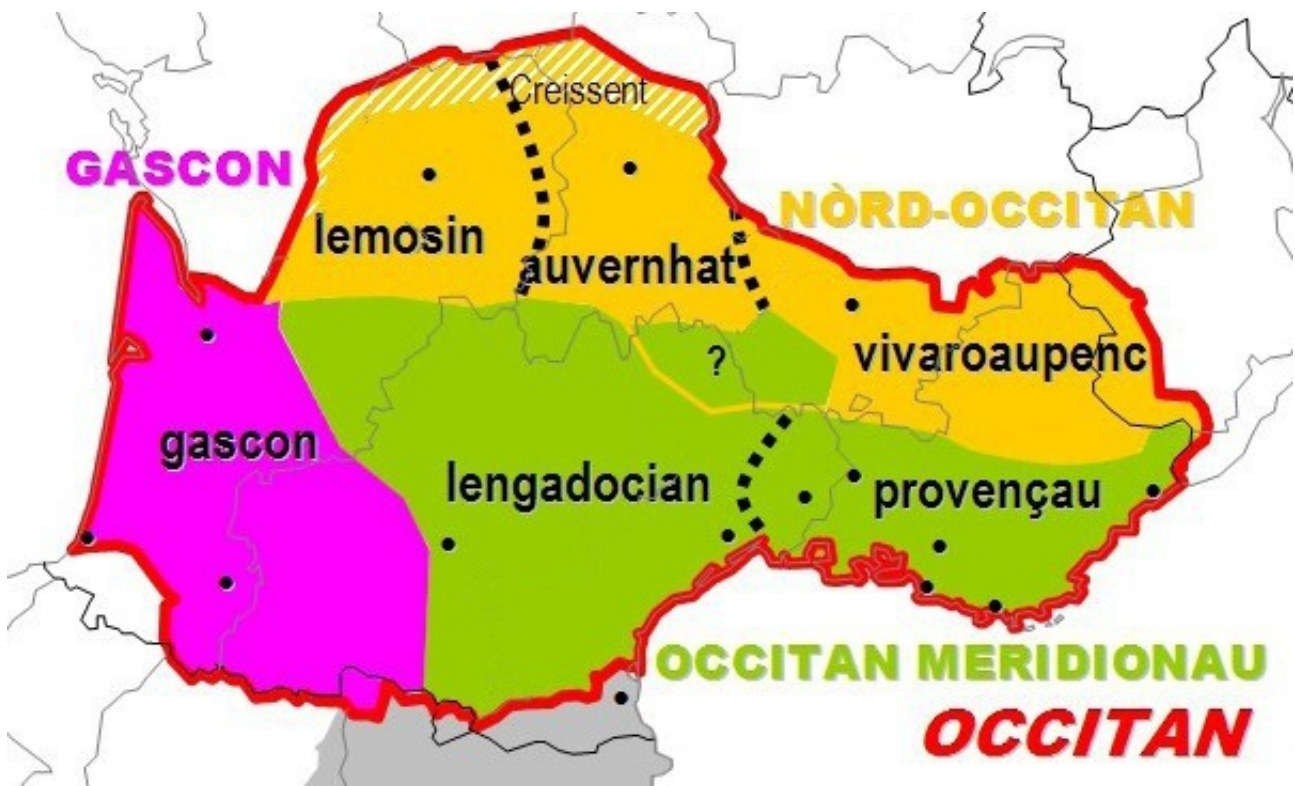 Creissent
GASCON
NÒRD-OCCITAN
lemosin
auvernhat
?
vivaroaupenc
gascon
lengadocian
provençau
OCCITAN MERIDIONAU
OCCITAN